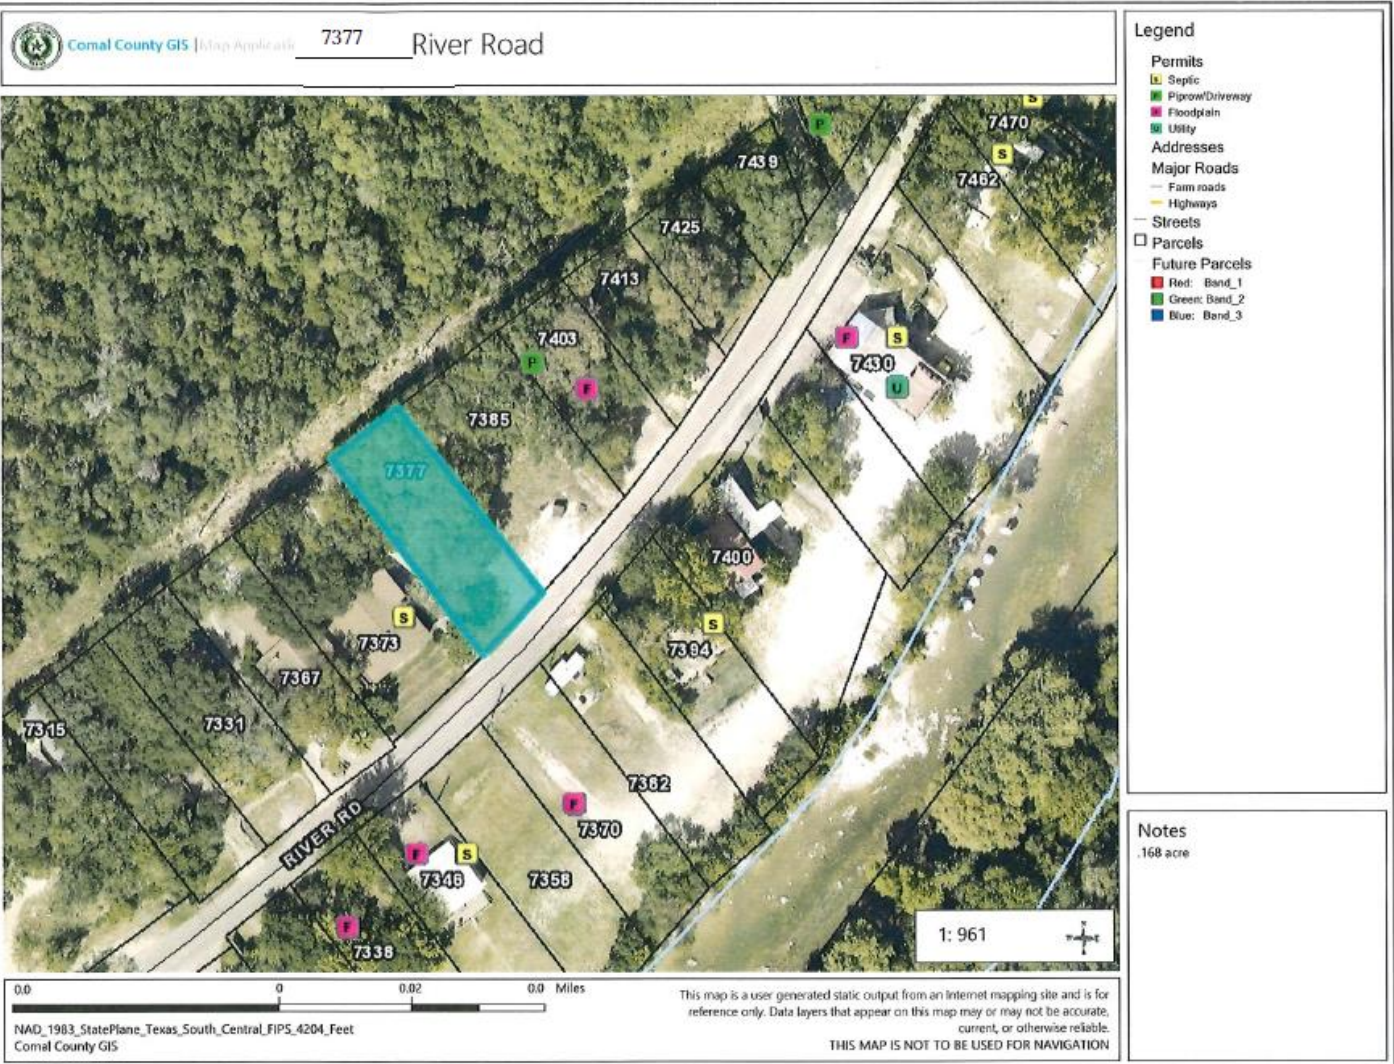 Comal County GIS | Map Applicatio
7377 River Road
Legend
Permits
S Septic
P Piprow/Driveway
F Floodplain
U Utility
Addresses
Major Roads
Farm roads
Highways
Streets
Parcels
Future Parcels
Red: Band_1
Green: Band_2
Blue: Band_3
S
P
7470
S
7439
7462
7425
7413
7403
F
S
7430
P
F
U
7385
7377
7400
S
S
7373
7394
7367
7331
7315
7382
F
7370
RIVER RD
F
S
7346
7358
F
7338
1: 961
Notes
.168 acre
0.0 0 0.02 0.0 Miles
NAD_1983_StatePlane_Texas_South_Central_FIPS_4204_Feet
Comal County GIS
This map is a user generated static output from an Internet mapping site and is for
reference only. Data layers that appear on this map may or may not be accurate,
current, or otherwise reliable.
THIS MAP IS NOT TO BE USED FOR NAVIGATION